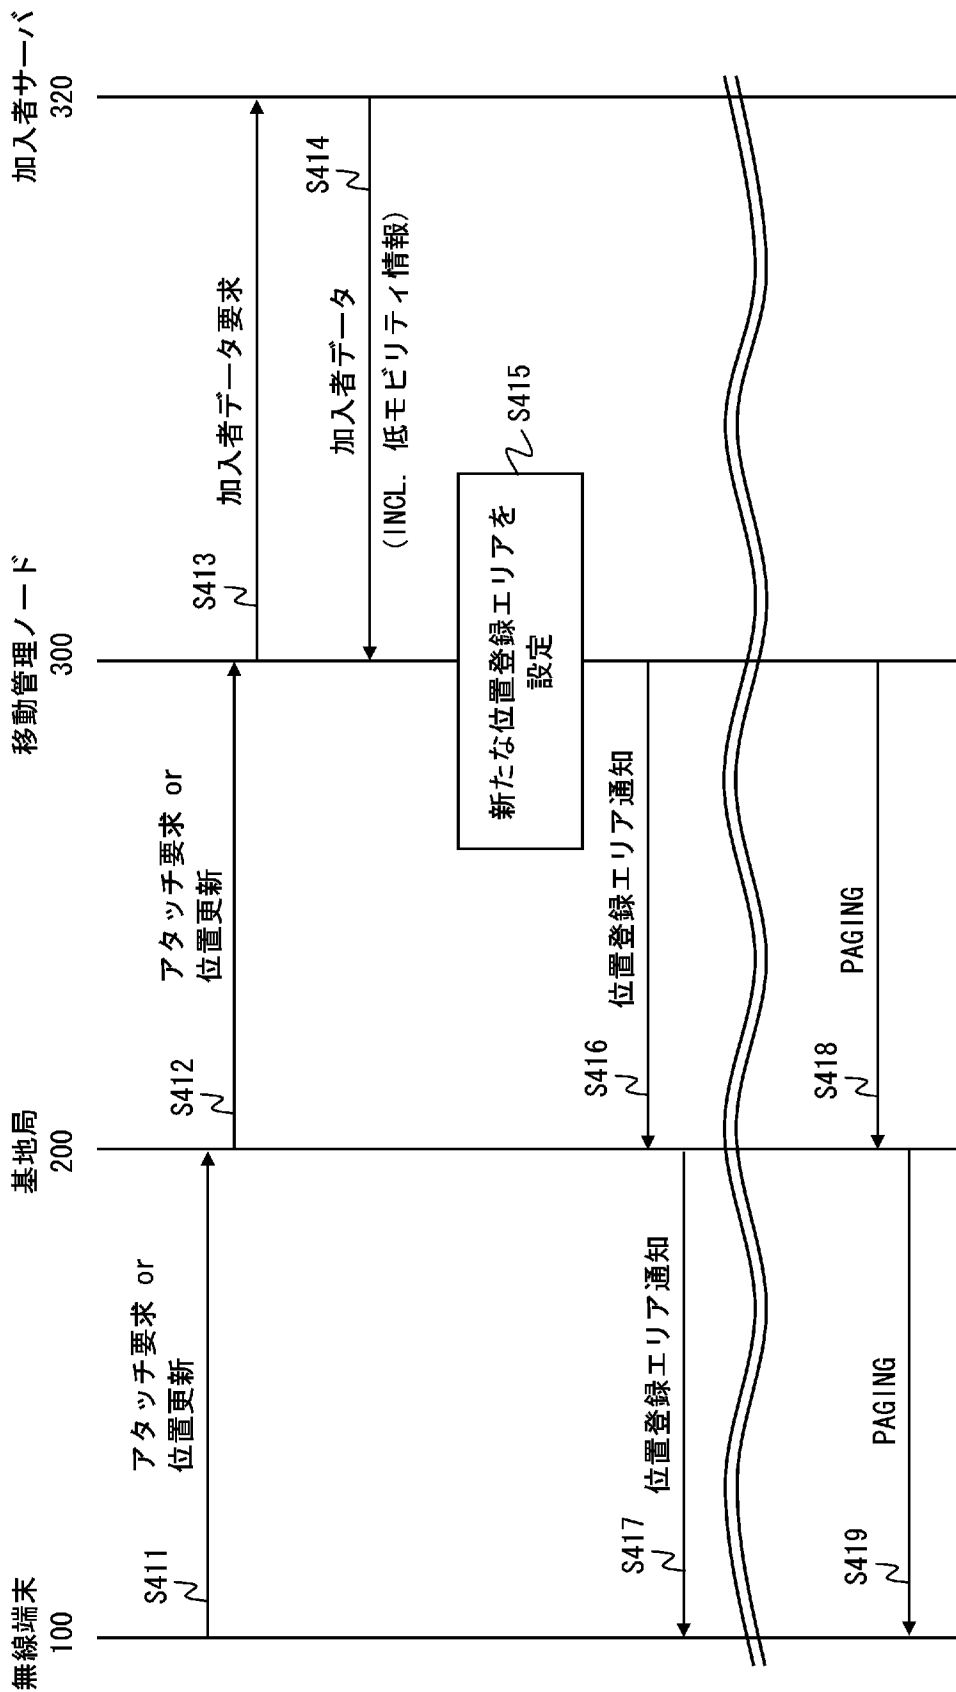 無線端末
100
基地局
200
移動管理ノード
300
加入者サーバ
320
アタッチ要求 or
位置更新
S411
アタッチ要求 or
位置更新
S412
加入者データ要求
S413
加入者データ
(INCL. 低モビリティ情報)
S414
新たな位置登録エリアを
設定
S415
位置登録エリア通知
S416
位置登録エリア通知
S417
PAGING
S418
PAGING
S419